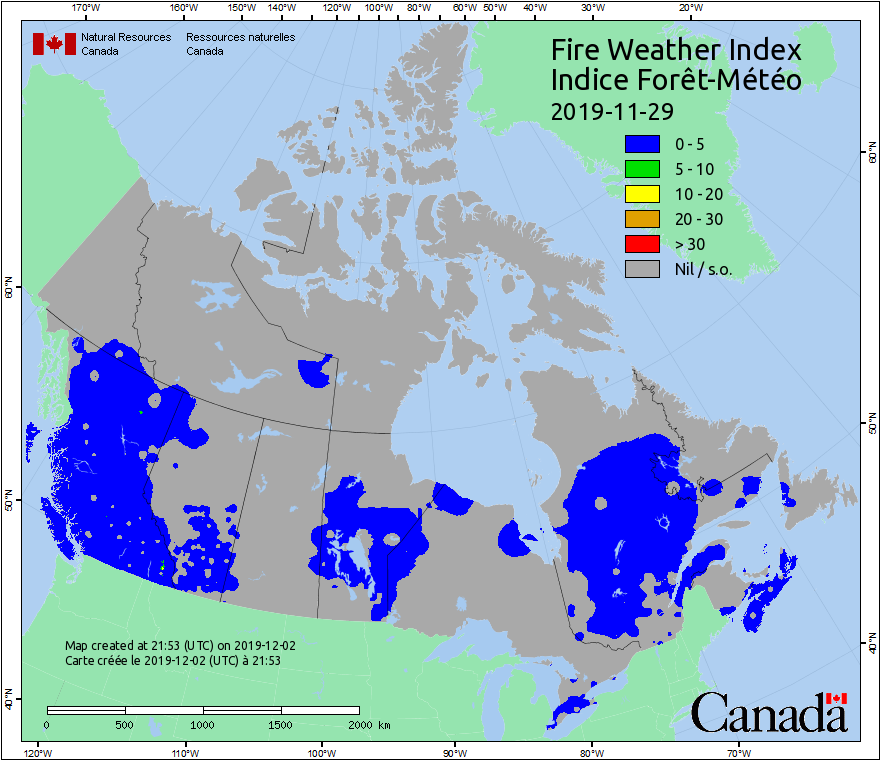 170°W 160°W 150°W 140°W 130°W 120°W 110°W 100°W 90°W 80°W 60°W 50°W 40°W 30°W 20°W
Natural Resources Ressources naturelles
Canada Canada
Fire Weather Index
Indice Forêt-Météo
2019-11-29
0 - 5
5 - 10
10 - 20
20 - 30
> 30
Nil / s.o.
60°N
60°N
50°N
50°N
40°N
40°N
Map created at 21:53 (UTC) on 2019-12-02
Carte créée le 2019-12-02 (UTC) à 21:53
0 500 1000 1500 2000 km
Canada
120°W 110°W 100°W 90°W 80°W 70°W